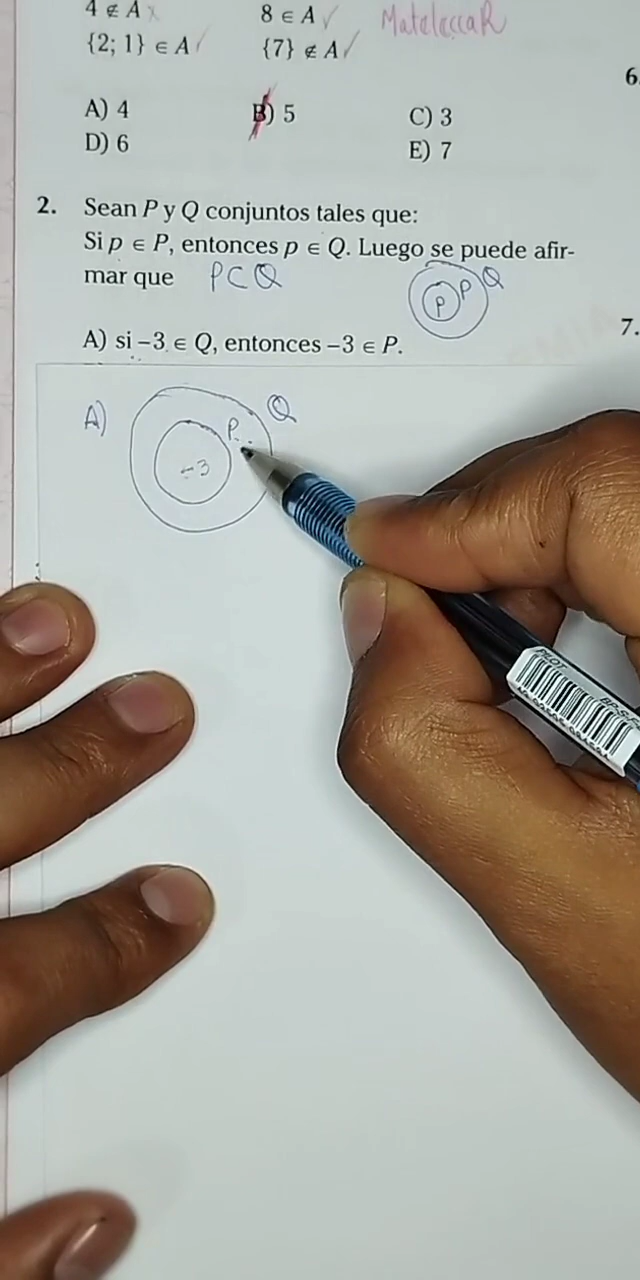 4 ∉ A 8 ∈ A MateleccaR
{2; 1} ∈ A {7} ∉ A
6.
A) 4 B) 5 C) 3
D) 6 E) 7
2. Sean P y Q conjuntos tales que:
Si p ∈ P, entonces p ∈ Q. Luego se puede afir-
mar que P⊂Q P P Q
7.
A) si −3 ∈ Q, entonces −3 ∈ P.
A) Q
P
-3
PILOT